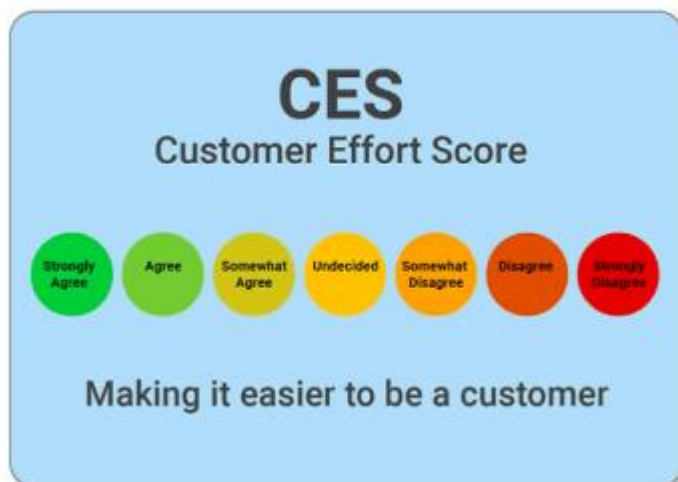 CES
Customer Effort Score
Strongly Agree
Agree
Somewhat Agree
Undecided
Somewhat Disagree
Disagree
Strongly Disagree
Making it easier to be a customer